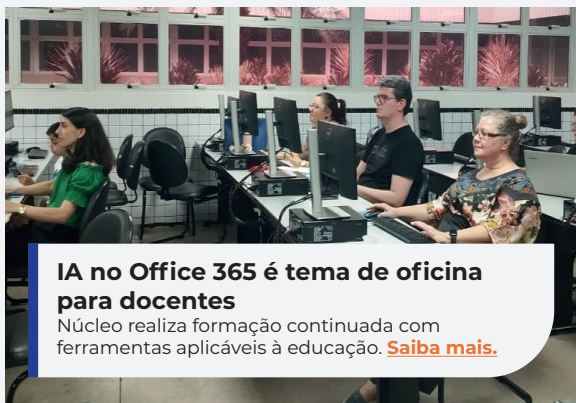 IA no Office 365 é tema de oficina
para docentes
Núcleo realiza formação continuada com
ferramentas aplicáveis à educação. Saiba mais.